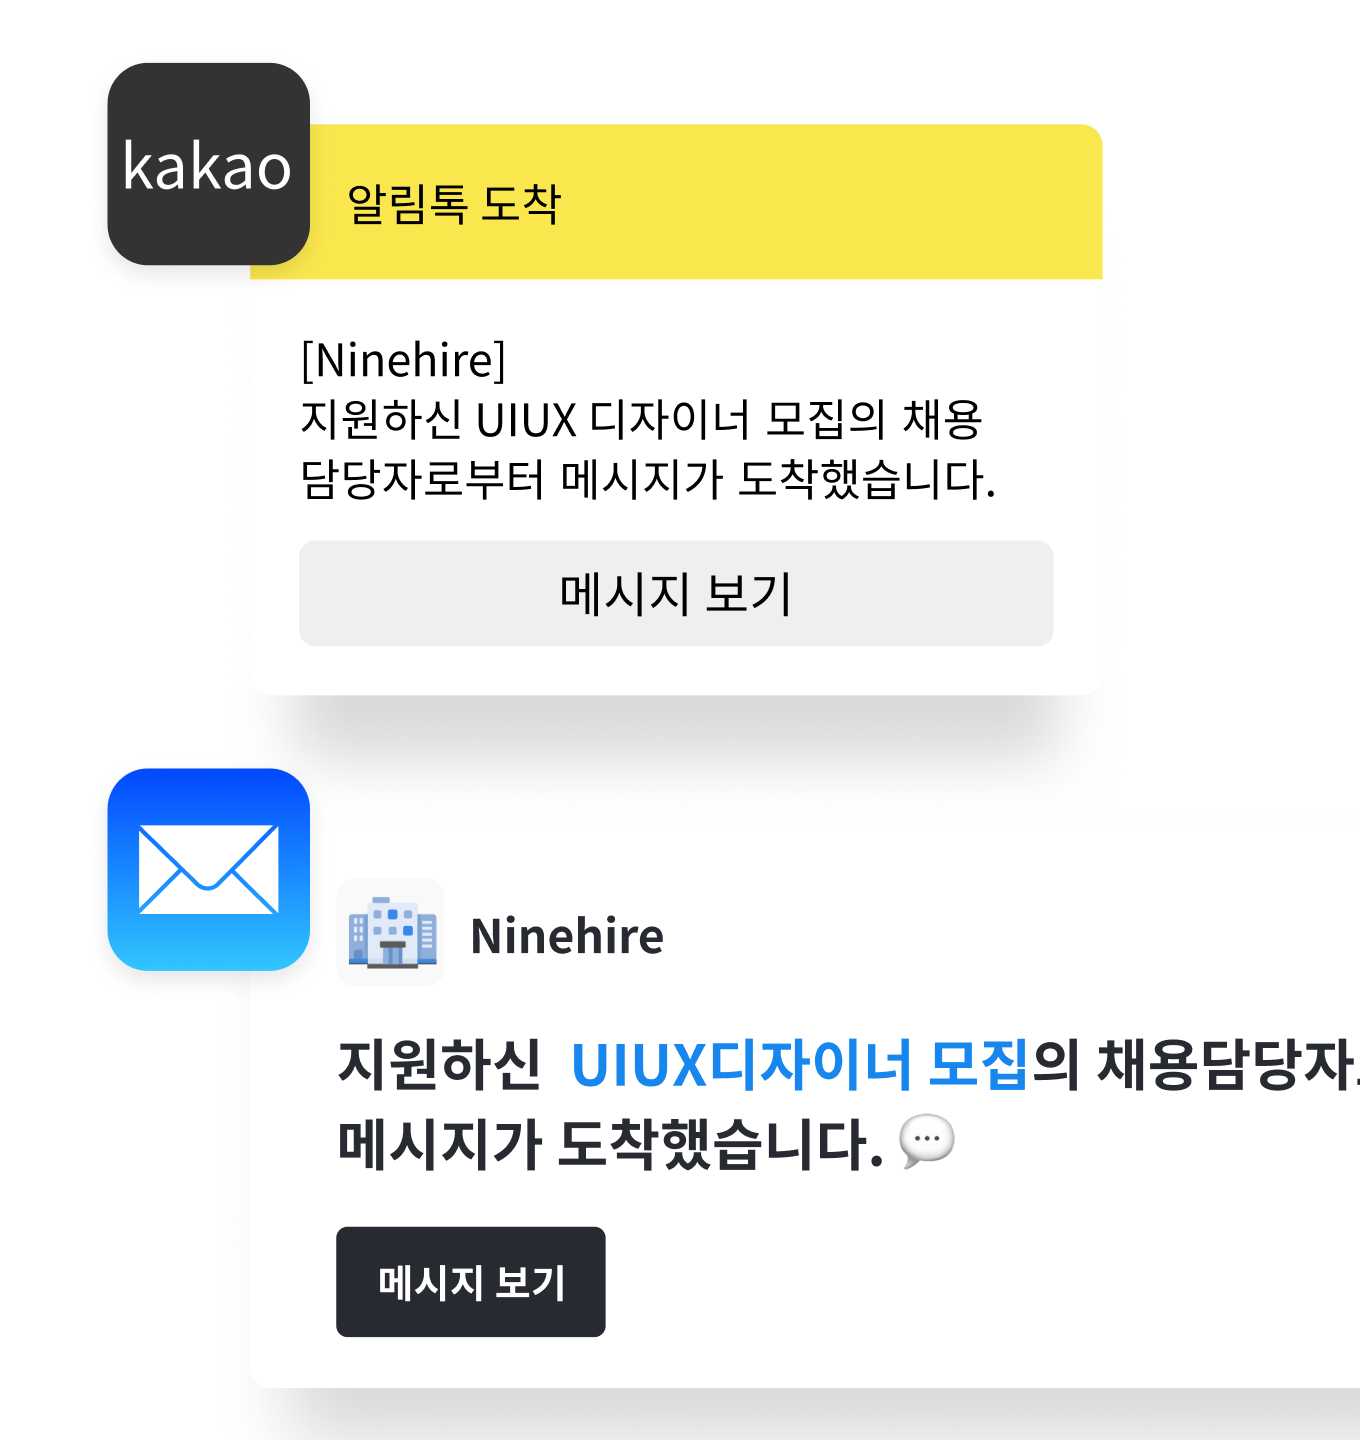 kakao
알림톡 도착
[Ninehire]
지원하신 UIUX 디자이너 모집의 채용
담당자로부터 메시지가 도착했습니다.
메시지 보기
Ninehire
지원하신 UIUX디자이너 모집의 채용담당자
메시지가 도착했습니다. 💬
메시지 보기